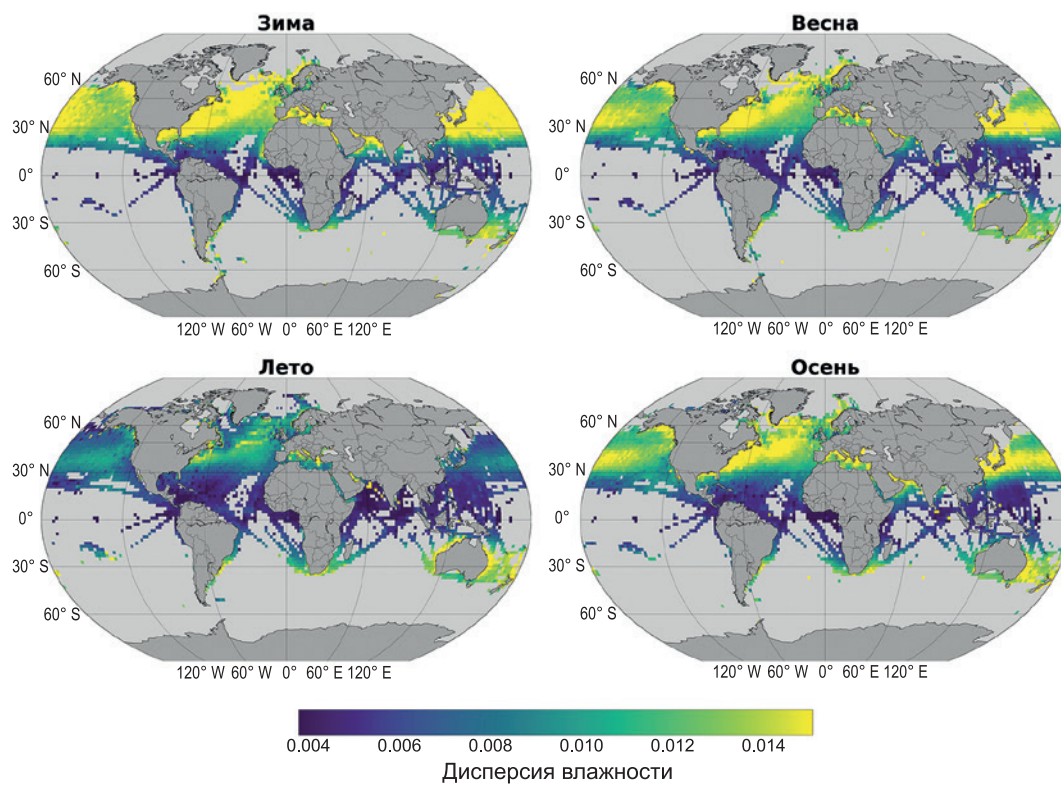 Зима Весна
60° N 60° N
30° N 30° N
0° 0°
30° S 30° S
60° S 60° S
120° W 60° W 0° 60° E 120° E 120° W 60° W 0° 60° E 120° E
Лето Осень
60° N 60° N
30° N 30° N
0° 0°
30° S 30° S
60° S 60° S
120° W 60° W 0° 60° E 120° E 120° W 60° W 0° 60° E 120° E
0.004 0.006 0.008 0.010 0.012 0.014
Дисперсия влажности